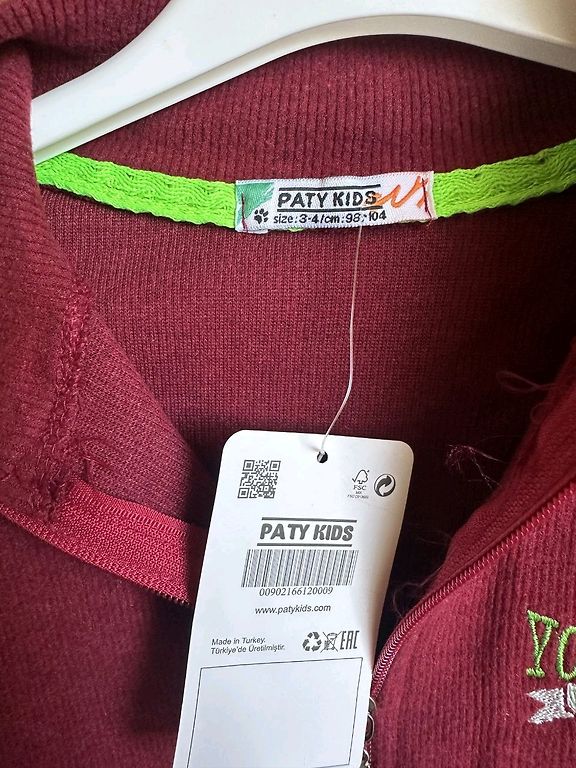 PATY KIDS
size:3-4/cm:98-104
FSC
PATY KIDS
00902166120009
www.patykids.com
Made in Turkey.
Türkiye'de Üretilmiştir.
EAC